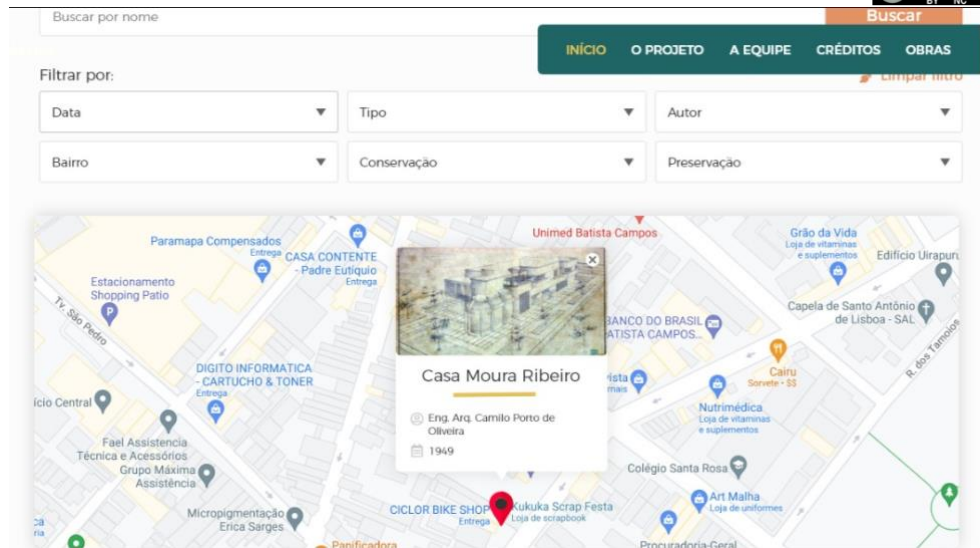 BY NC
Buscar por nome
Buscar
INÍCIO O PROJETO A EQUIPE CRÉDITOS OBRAS
Filtrar por:
Limpar filtro
Data
Tipo
Autor
Bairro
Conservação
Preservação
Paramapa Compensados
Entrega
CASA CONTENTE
- Padre Eutíquio
Entrega
Unimed Batista Campos
Grão da Vida
Loja de vitaminas
e suplementos
Edifício Uirapuru
Estacionamento
Shopping Patio
Tv. São Pedro
Capela de Santo Antônio
de Lisboa - SAL
R. dos Tamoios
BANCO DO BRASIL
BATISTA CAMPOS...
DIGITO INFORMATICA
- CARTUCHO & TONER
Entrega
Casa Moura Ribeiro
Eng. Arq. Camilo Porto de
Oliveira
1949
Cairu
Sorvete - $$
Nutrimédica
Loja de vitaminas
e suplementos
ício Central
Fael Assistencia
Técnica e Acessórios
Grupo Máxima
Assistência
Colégio Santa Rosa
Art Malha
Loja de uniformes
Micropigmentação
Erica Sarges
CICLOR BIKE SHOP
Entrega
Kukuka Scrap Festa
Loja de scrapbook
Panificadora
Procuradoria-Geral